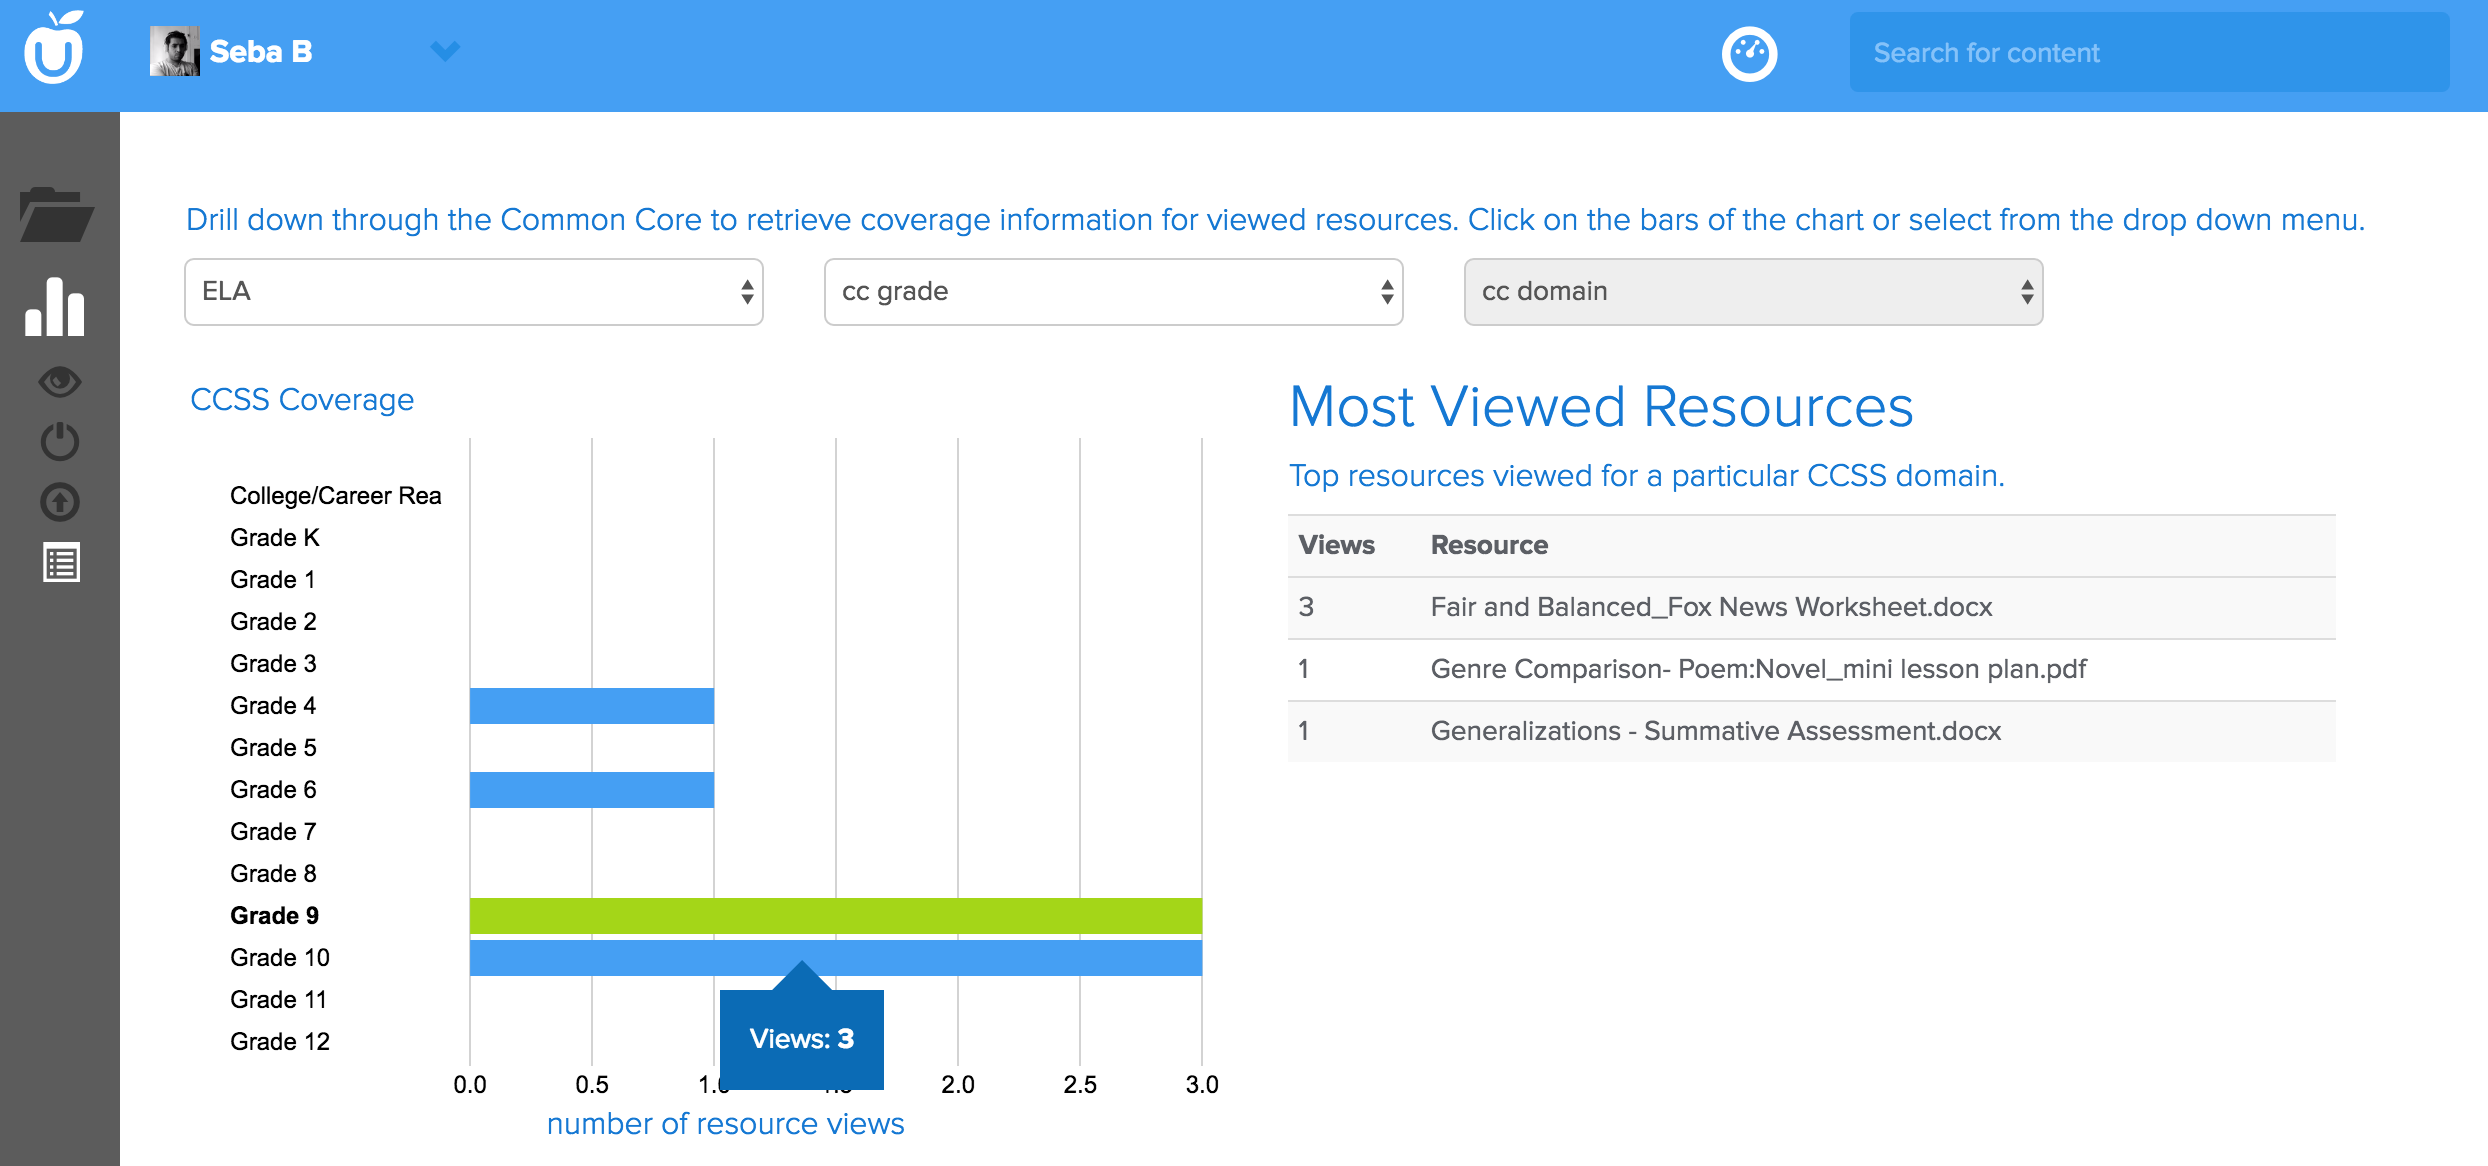 Seba B
Search for content
Drill down through the Common Core to retrieve coverage information for viewed resources. Click on the bars of the chart or select from the drop down menu.
ELA
cc grade
cc domain
CCSS Coverage
College/Career Rea
Grade K
Grade 1
Grade 2
Grade 3
Grade 4
Grade 5
Grade 6
Grade 7
Grade 8
Grade 9
Grade 10
Grade 11
Grade 12
Views: 3
0.0 0.5 2.0 2.5 3.0
number of resource views
Most Viewed Resources
Top resources viewed for a particular CCSS domain.
Views Resource
3 Fair and Balanced_Fox News Worksheet.docx
1 Genre Comparison- Poem:Novel_mini lesson plan.pdf
1 Generalizations - Summative Assessment.docx